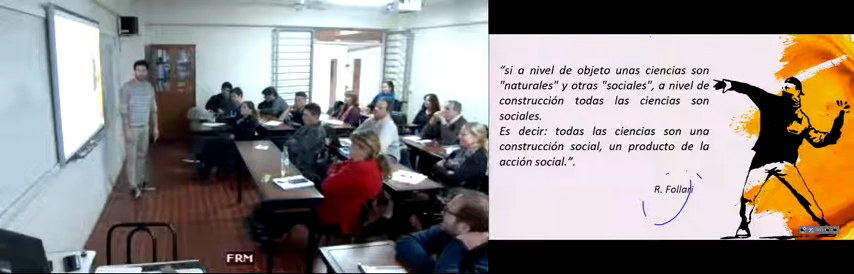 FRM
“si a nivel de objeto unas ciencias son
"naturales" y otras "sociales", a nivel de
construcción todas las ciencias son
sociales.
Es decir: todas las ciencias son una
construcción social, un producto de la
acción social.”.
R. Follari